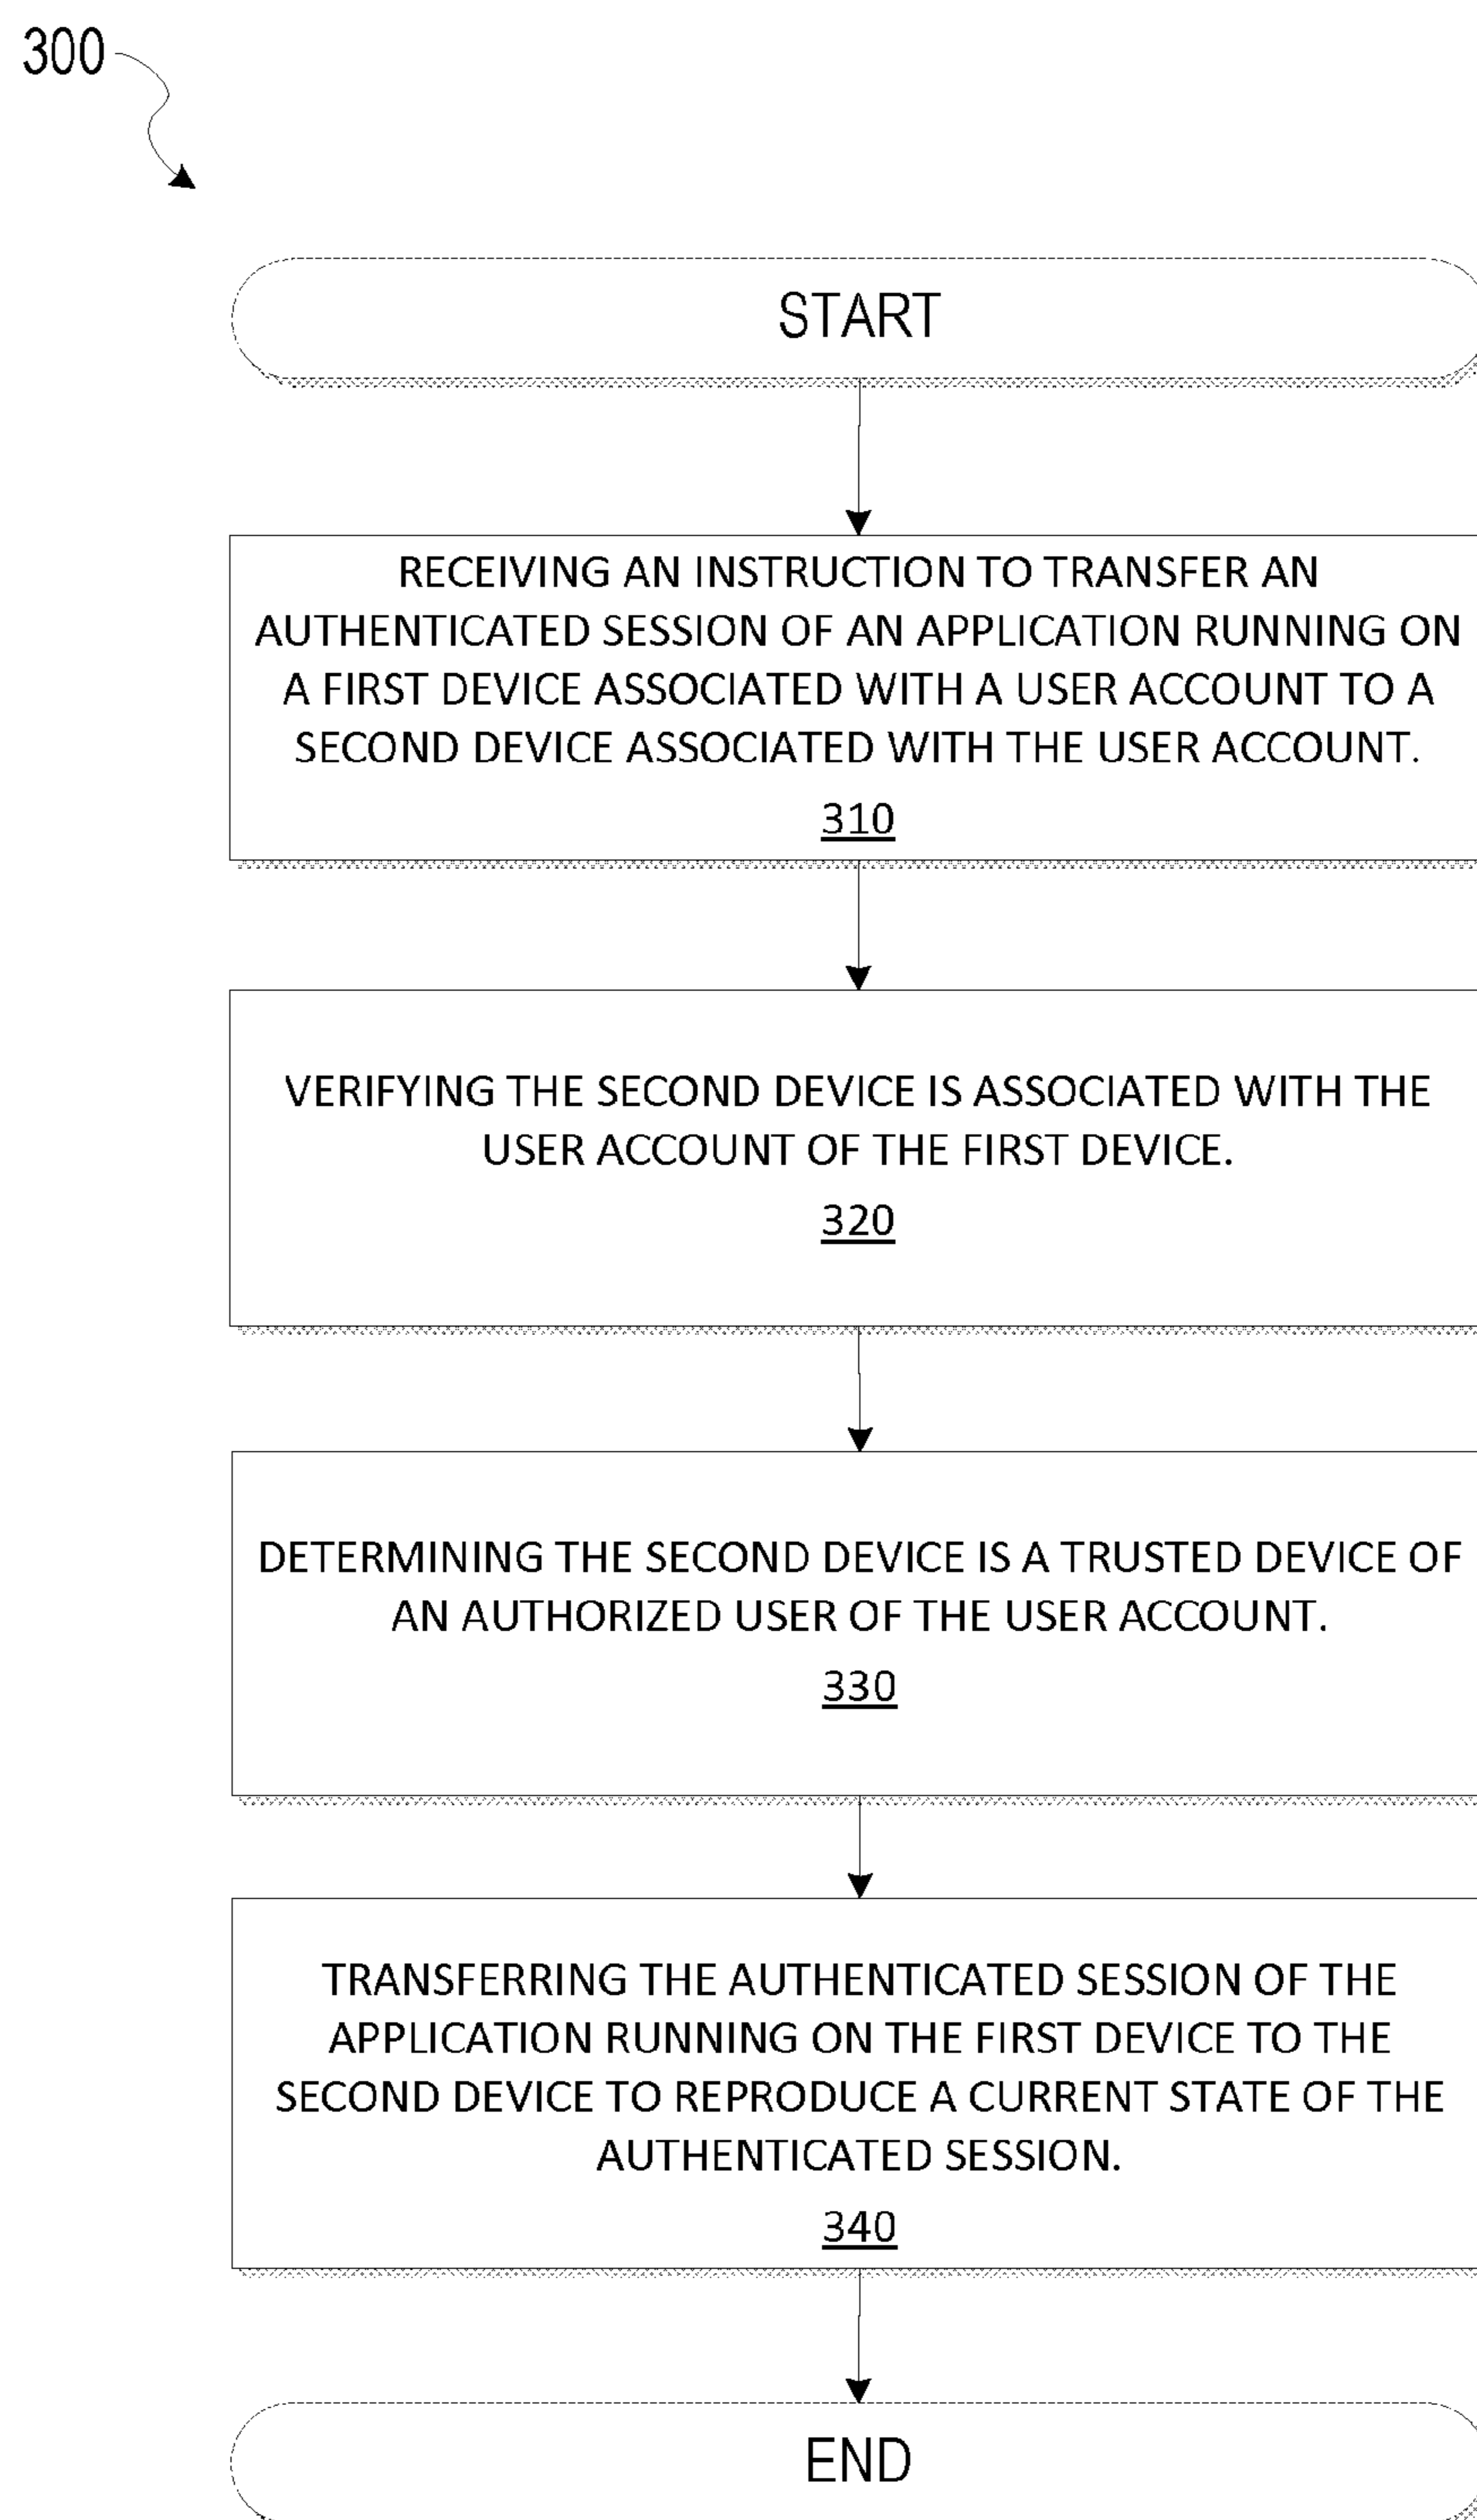 300
START
RECEIVING AN INSTRUCTION TO TRANSFER AN
AUTHENTICATED SESSION OF AN APPLICATION RUNNING ON
A FIRST DEVICE ASSOCIATED WITH A USER ACCOUNT TO A
SECOND DEVICE ASSOCIATED WITH THE USER ACCOUNT.
310
VERIFYING THE SECOND DEVICE IS ASSOCIATED WITH THE
USER ACCOUNT OF THE FIRST DEVICE.
320
DETERMINING THE SECOND DEVICE IS A TRUSTED DEVICE OF
AN AUTHORIZED USER OF THE USER ACCOUNT.
330
TRANSFERRING THE AUTHENTICATED SESSION OF THE
APPLICATION RUNNING ON THE FIRST DEVICE TO THE
SECOND DEVICE TO REPRODUCE A CURRENT STATE OF THE
AUTHENTICATED SESSION.
340
END